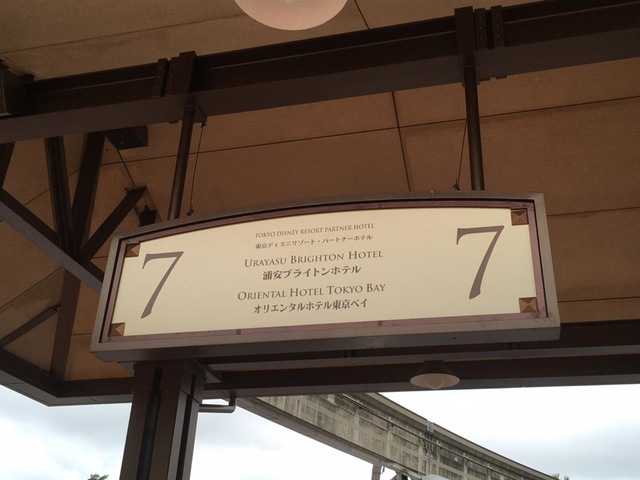 7
TOKYO DISNEY RESORT PARTNER HOTEL
東京ディズニーリゾート・パートナーホテル
URAYASU BRIGHTON HOTEL
浦安ブライトンホテル
ORIENTAL HOTEL TOKYO BAY
オリエンタルホテル東京ベイ
7